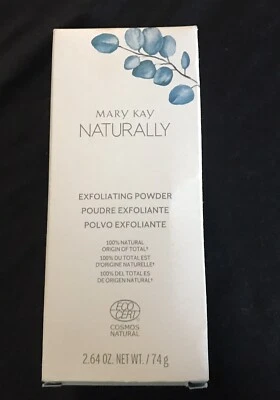 MARY KAY
NATURALLY
EXFOLIATING POWDER
POUDRE EXFOLIANTE
POLVO EXFOLIANTE
100% NATURAL
ORIGIN OF TOTAL§
100% DU TOTAL EST
D'ORIGINE NATURELLE§
100% DEL TOTAL ES
DE ORIGEN NATURAL§
ECO
CERT
COSMOS
NATURAL
2.64 OZ. NET WT. / 74 g